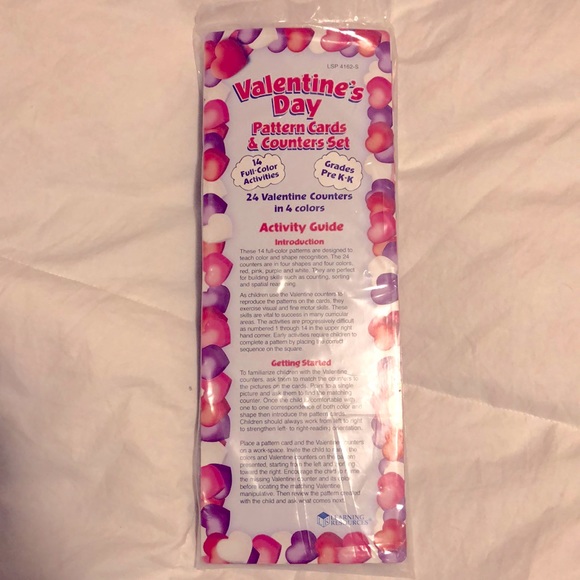 LSP 4162-S
Valentine's
Day
Pattern Cards
& Counters Set
14
Full-Color
Activities
Grades
Pre K-K
24 Valentine Counters
in 4 colors
Activity Guide
Introduction
These 14 full-color patterns are designed to
teach color and shape recognition. The 24
counters are in four shapes and four colors,
red, pink, purple and white. They are perfect
for building skills such as counting, sorting
and spatial reasoning.
As children use the Valentine counters to
reproduce the patterns on the cards, they
exercise visual and fine motor skills. These
skills are vital to success in many curricular
areas. The activities are progressively difficult
as numbered 1 through 14 in the upper right
hand corner. Early activities require children to
complete a pattern by placing the correct
sequence on the square.
Getting Started
To familiarize children with the Valentine
counters, ask them to match the counters to
the pictures on the cards. Point to a single
picture and ask them to find the matching
counter. Once the child is comfortable with
one to one correspondence of both color and
shape then introduce the pattern cards.
Children should always work from left to right
to strengthen left- to right-reading orientation.
Place a pattern card and the Valentine counters
on a work-space. Invite the child to the
colors and Valentine counters on the pattern
presented, starting from the left and working
toward the right. Encourage the child to name
the missing Valentine counter and its color
before locating the matching Valentine
manipulative. Then review the pattern created
with the child and ask what comes next.
LEARNING
RESOURCES